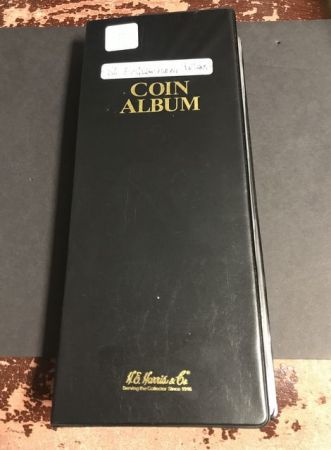 COIN
ALBUM
H.E. Harris & Co
Serving the Collector Since 1916